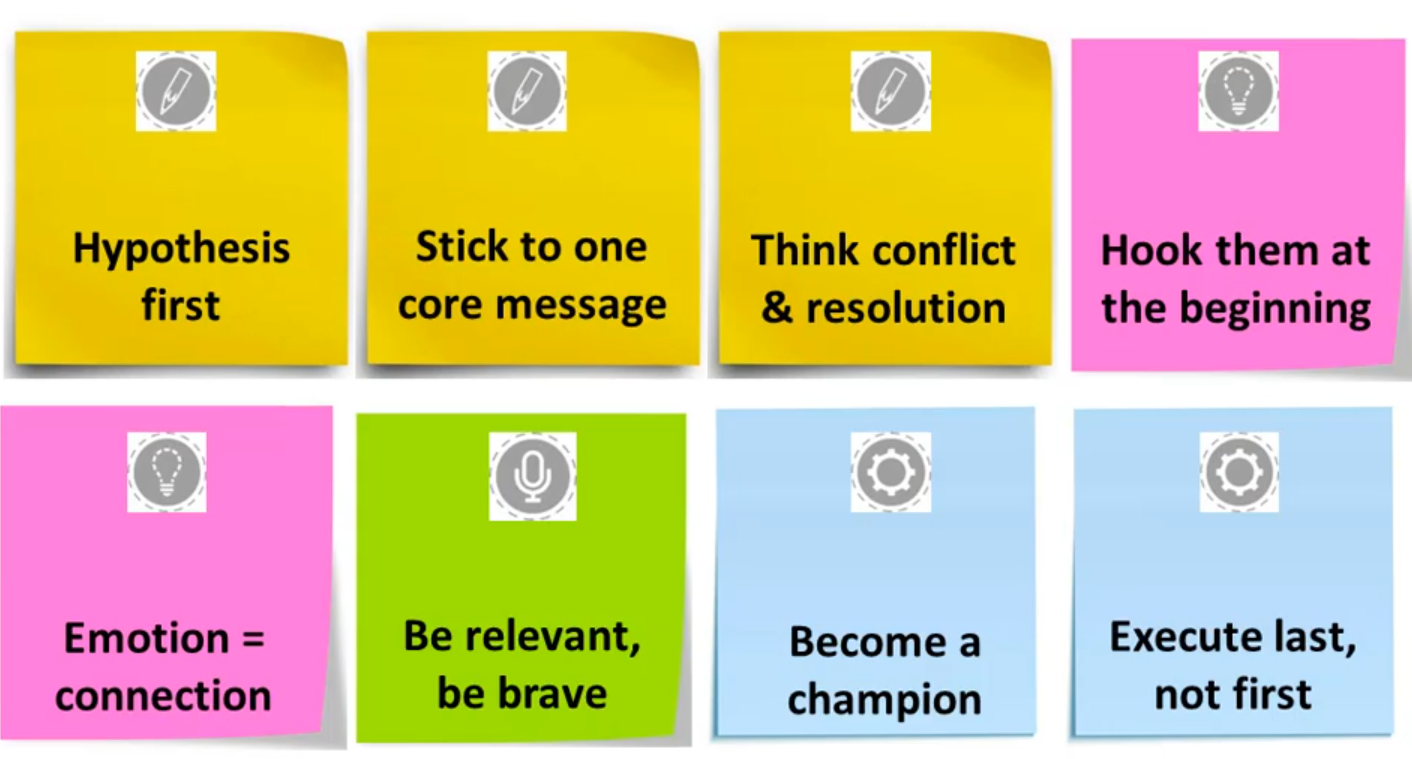 Hypothesis
first
Stick to one
core message
Think conflict
& resolution
Hook them at
the beginning
Emotion =
connection
Be relevant,
be brave
Become a
champion
Execute last,
not first